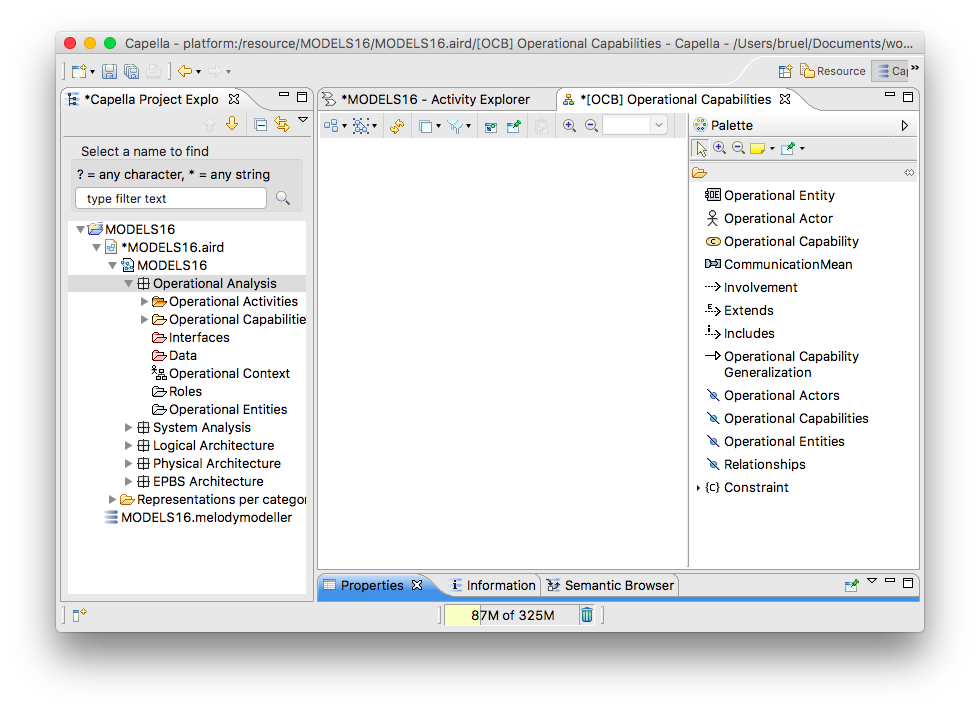 Capella - platform:/resource/MODELS16/MODELS16.aird/[OCB] Operational Capabilities - Capella - /Users/bruel/Documents/wo...
Resource
Cap
*Capella Project Explo
Select a name to find
? = any character, * = any string
type filter text
MODELS16
*MODELS16.aird
MODELS16
Operational Analysis
Operational Activities
Operational Capabilitie
Interfaces
Data
Operational Context
Roles
Operational Entities
System Analysis
Logical Architecture
Physical Architecture
EPBS Architecture
Representations per catego
MODELS16.melodymodeller
*MODELS16 - Activity Explorer
*[OCB] Operational Capabilities
Palette
OE Operational Entity
Operational Actor
C Operational Capability
CommunicationMean
Involvement
E Extends
I Includes
Operational Capability
Generalization
Operational Actors
Operational Capabilities
Operational Entities
Relationships
{c} Constraint
Properties
Information
Semantic Browser
87M of 325M